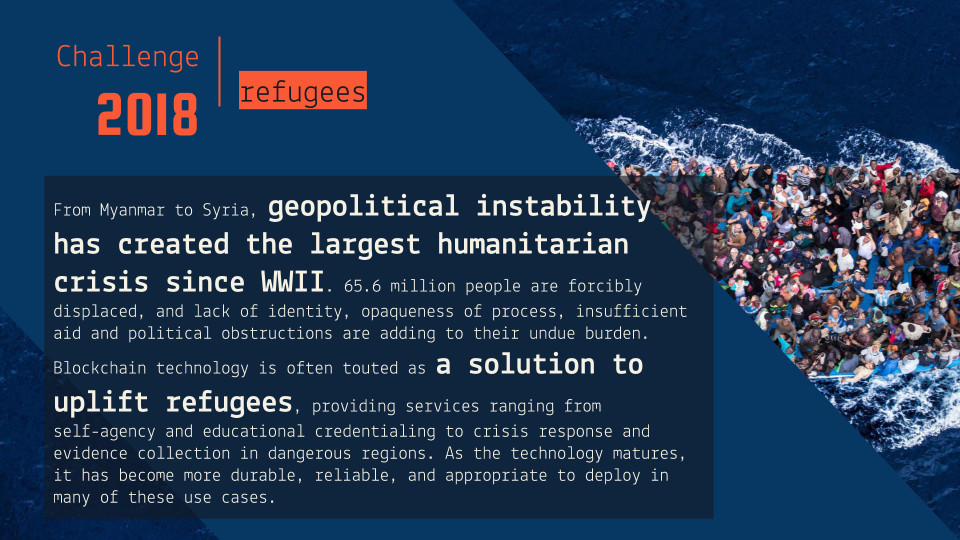 Challenge
2018
refugees
From Myanmar to Syria, geopolitical instability
has created the largest humanitarian
crisis since WWII. 65.6 million people are forcibly
displaced, and lack of identity, opaqueness of process, insufficient
aid and political obstructions are adding to their undue burden.
Blockchain technology is often touted as a solution to
uplift refugees, providing services ranging from
self-agency and educational credentialing to crisis response and
evidence collection in dangerous regions. As the technology matures,
it has become more durable, reliable, and appropriate to deploy in
many of these use cases.